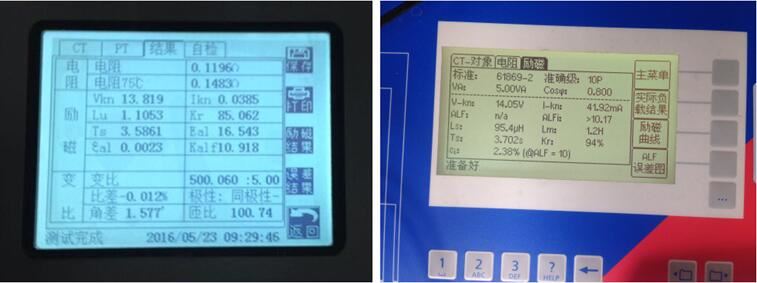 CT PT 结果 自检
电阻 电阻 0.1196Ω
电阻75℃ 0.1483Ω
励磁 Vkn 13.819 Ikn 0.0385
Lu 1.1053 Kr 85.062
Ts 3.5861 Eal 16.543
εal 0.0023 Kalf 10.918
变比 变比 500.060 :5.00
比差 -0.012% 极性: 同极性-
角差 1.577' 匝比 100.74
测试完成 2016/05/23 09:29:46
保存
打印
励磁结果
误差结果
返回
CT-对象 电阻 励磁
标准: 61869-2 准确级: 10P
VA: 5.00VA Cosφ: 0.800
V-kn: 14.05V I-kn: 41.92mA
ALF: n/a ALFi: >10.17
Ls: 95.4μH Lm: 1.2H
Ts: 3.702s Kr: 94%
εi: 2.38% (@ALF = 10)
准备好
主菜单
实际负载结果
励磁曲线
ALF误差图
...
1
2 ABC
3 DEF
? HELP